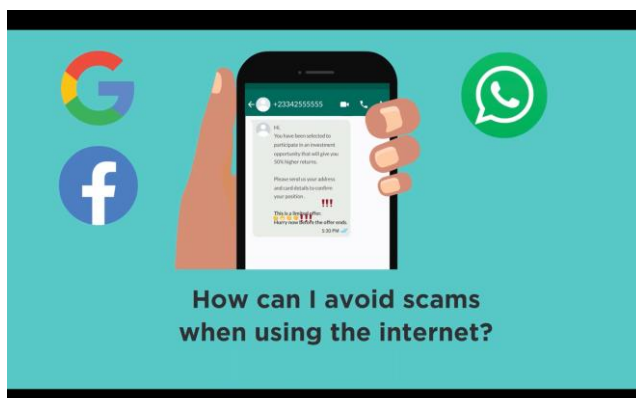 +23342555555
Hi,
You have been selected to
participate in an investment
opportunity that will give you
50% higher returns.
Please send us your address
and card details to confirm
your position.
This is a limited offer.
Hurry now before the offer ends.
3:30 PM
How can I avoid scams
when using the internet?